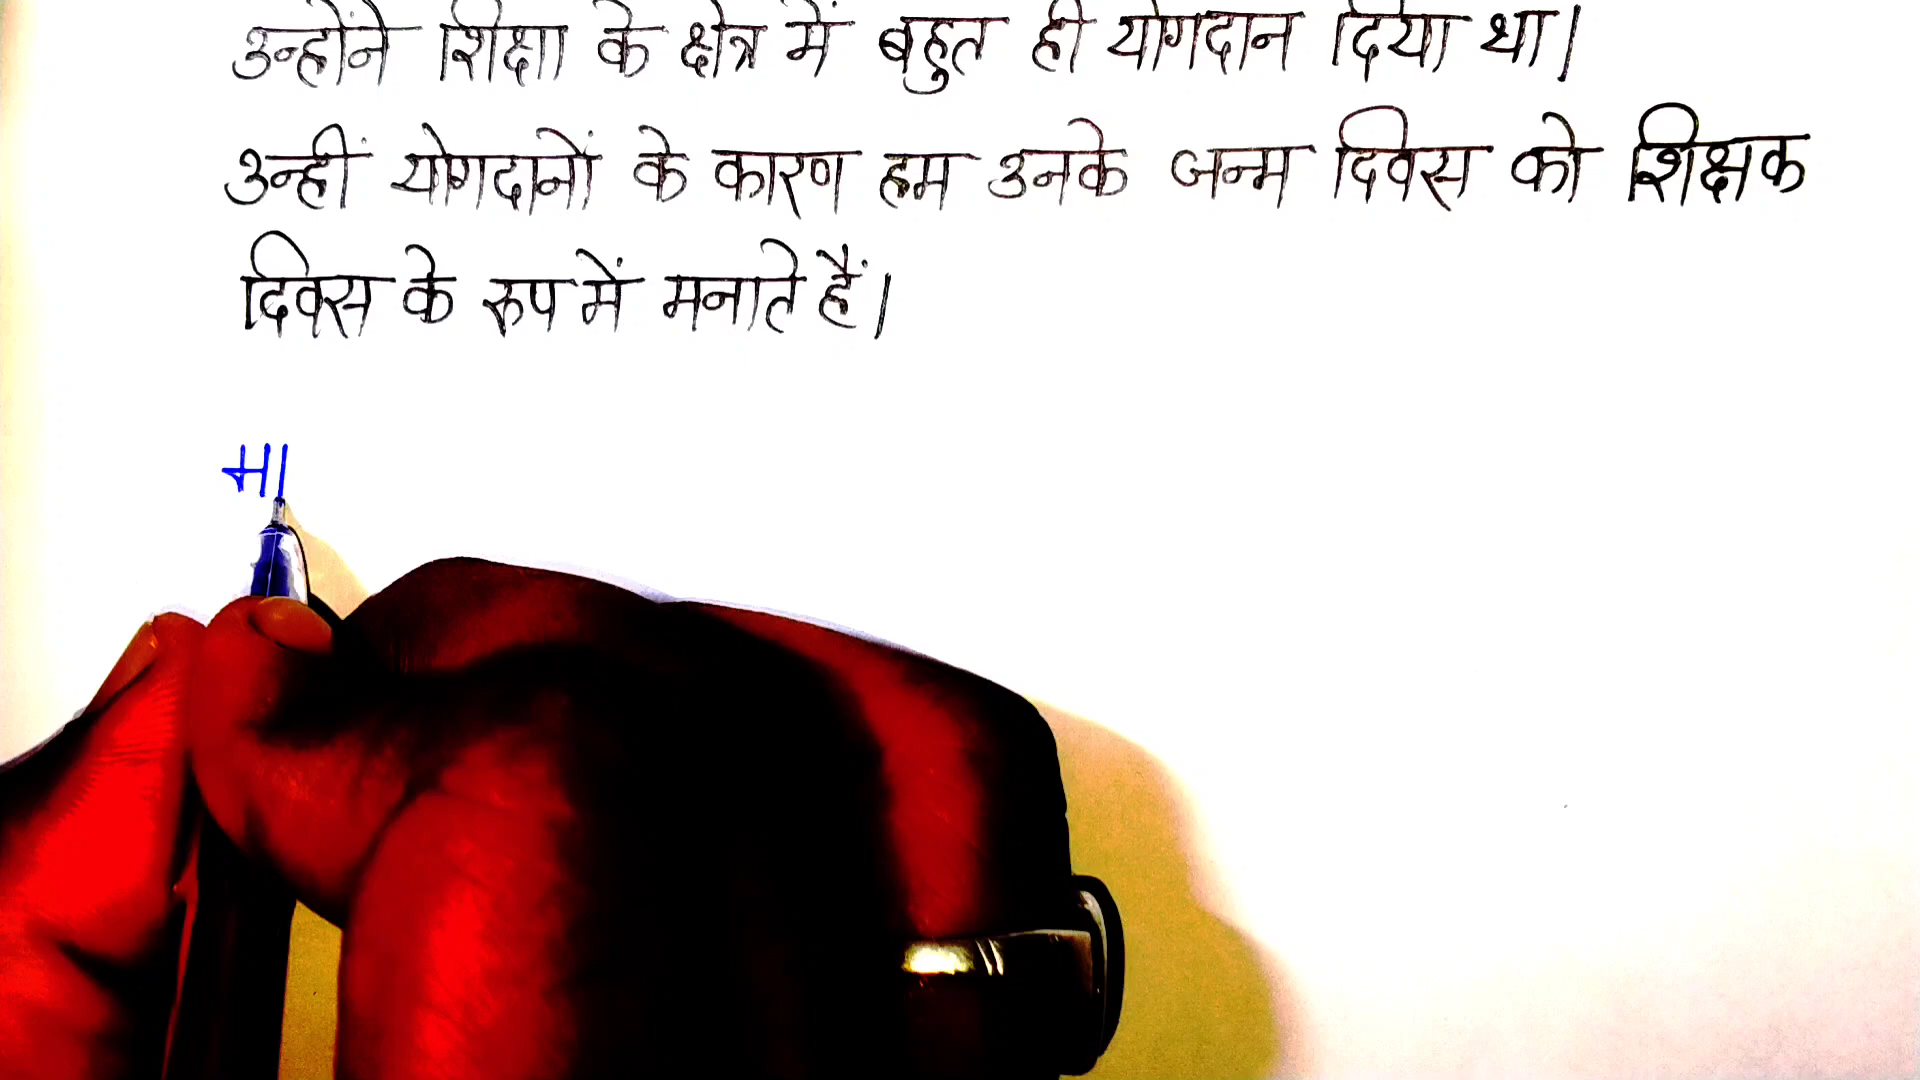 उन्होंने शिक्षा के क्षेत्र में बहुत ही योगदान दिया था।
उन्हीं योगदानों के कारण हम उनके जन्म दिवस को शिक्षक
दिवस के रुप में मनाते हैं।
मा